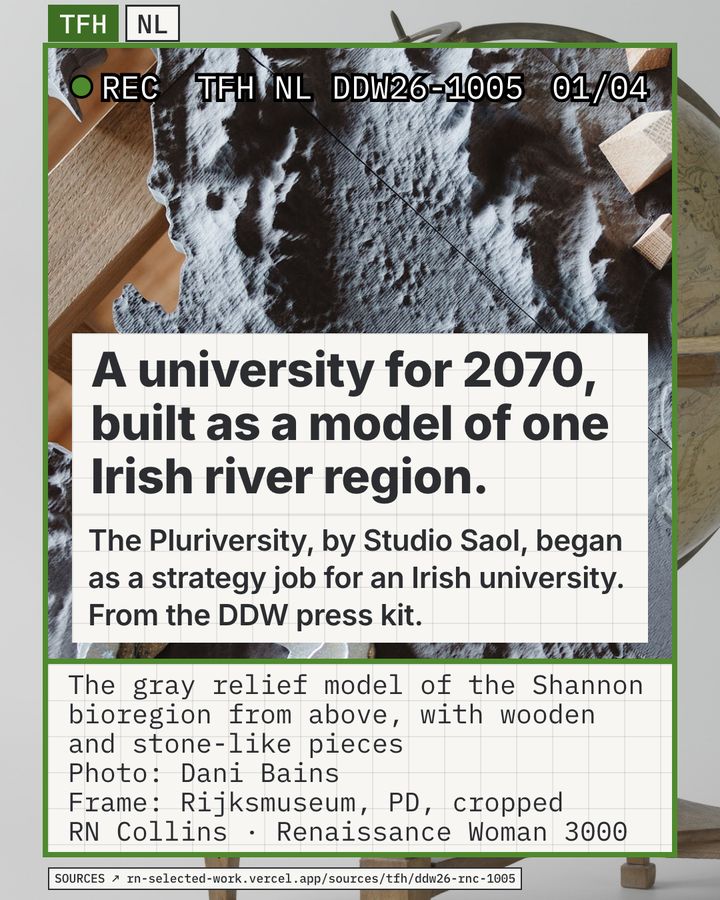 TFH NL
REC TFH NL DDW26-1005 01/04
A university for 2070,
built as a model of one
Irish river region.
The Pluriversity, by Studio Saol, began
as a strategy job for an Irish university.
From the DDW press kit.
The gray relief model of the Shannon
bioregion from above, with wooden
and stone-like pieces
Photo: Dani Bains
Frame: Rijksmuseum, PD, cropped
RN Collins · Renaissance Woman 3000
SOURCES ↗ rn-selected-work.vercel.app/sources/tfh/ddw26-rnc-1005